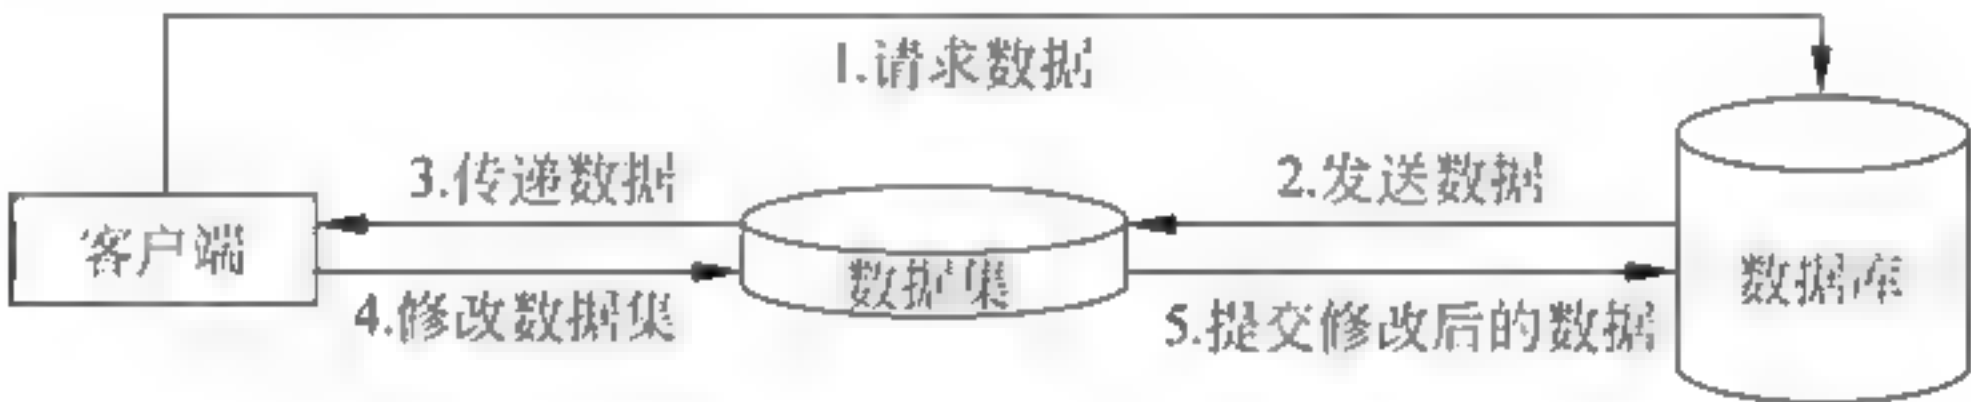 1.请求数据
3.传递数据
2.发送数据
客户端
数据集
数据库
4.修改数据集
5.提交修改后的数据